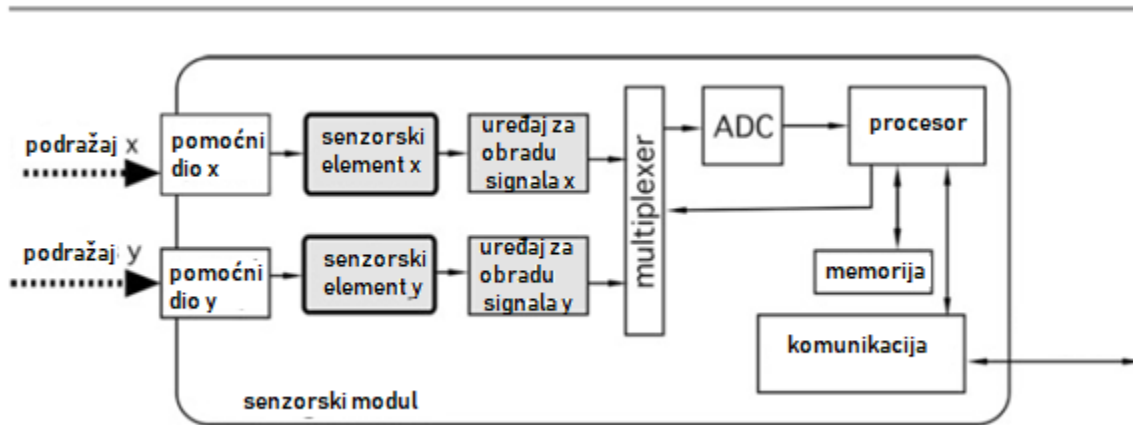 podražaj x
pomoćni
dio x
senzorski
element x
uređaj za
obradu
signala x
multiplexer
ADC
procesor
podražaj y
pomoćni
dio y
senzorski
element y
uređaj za
obradu
signala y
memorija
komunikacija
senzorski modul